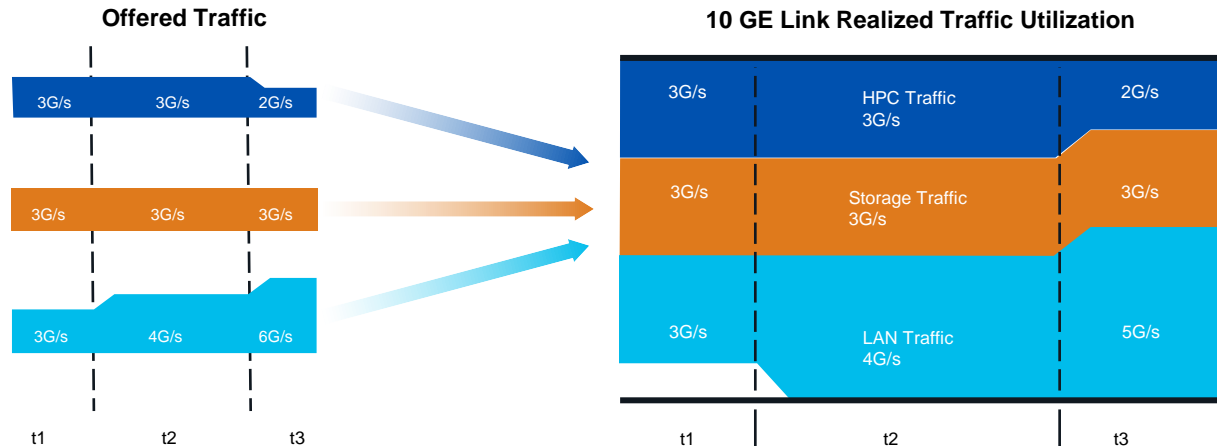 Offered Traffic
3G/s
3G/s
2G/s
3G/s
3G/s
3G/s
3G/s
4G/s
6G/s
t1
t2
t3
10 GE Link Realized Traffic Utilization
3G/s
HPC Traffic
3G/s
2G/s
3G/s
Storage Traffic
3G/s
3G/s
3G/s
LAN Traffic
4G/s
5G/s
t1
t2
t3